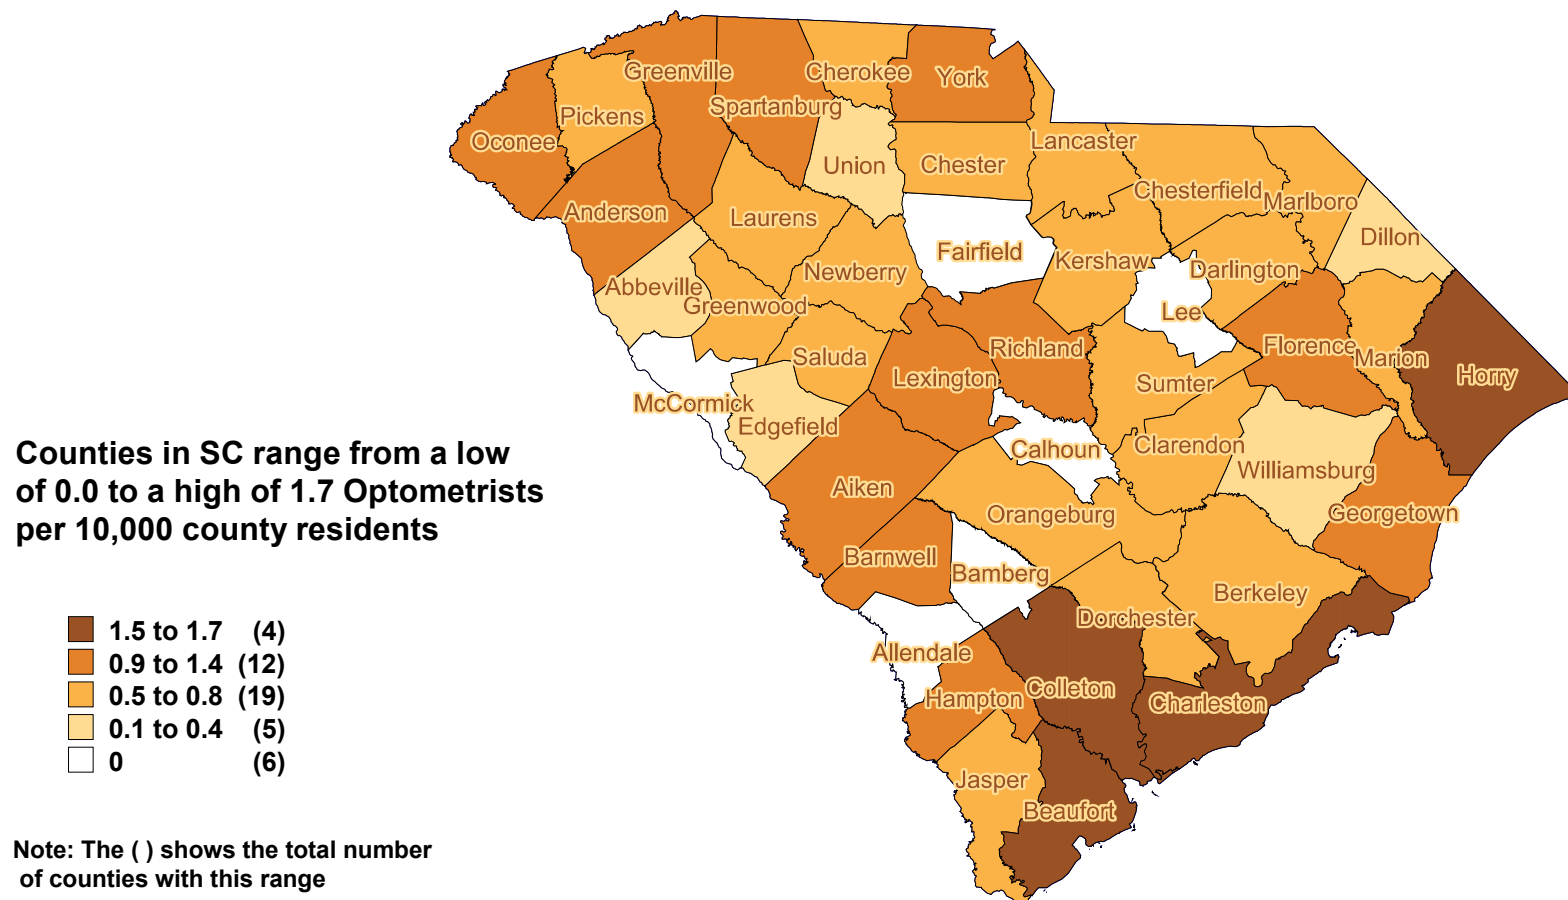 Counties in SC range from a low
of 0.0 to a high of 1.7 Optometrists
per 10,000 county residents
1.5 to 1.7 (4)
0.9 to 1.4 (12)
0.5 to 0.8 (19)
0.1 to 0.4 (5)
0 (6)
Note: The ( ) shows the total number
of counties with this range
Oconee
Pickens
Greenville
Spartanburg
Cherokee
York
Union
Chester
Lancaster
Chesterfield
Marlboro
Dillon
Anderson
Laurens
Abbeville
Greenwood
Newberry
Fairfield
Kershaw
Lee
Darlington
Saluda
Lexington
Richland
Sumter
Florence
Marion
Horry
McCormick
Edgefield
Aiken
Calhoun
Clarendon
Williamsburg
Georgetown
Orangeburg
Barnwell
Bamberg
Allendale
Hampton
Colleton
Dorchester
Berkeley
Charleston
Jasper
Beaufort